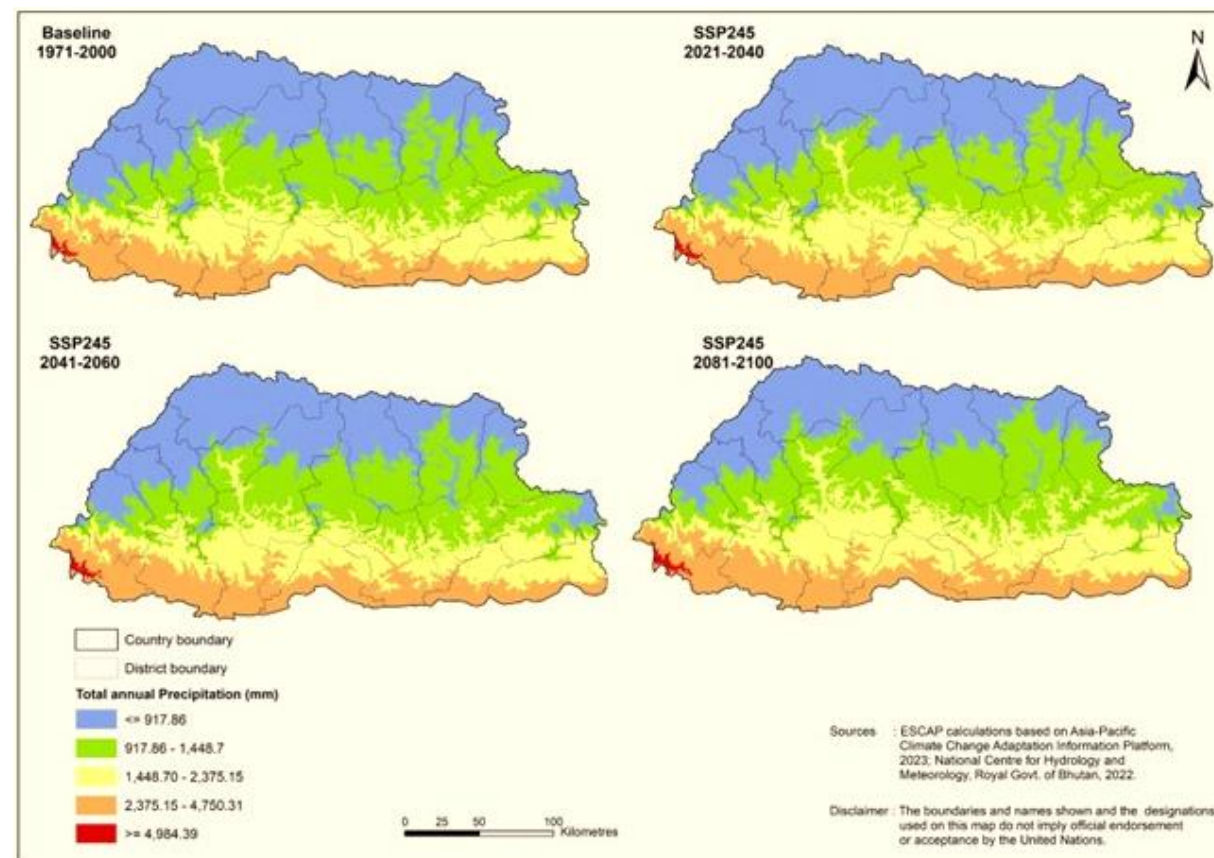 Baseline
1971-2000
SSP245
2021-2040
N
SSP245
2041-2060
SSP245
2081-2100
Country boundary
District boundary
Total annual Precipitation (mm)
<= 917.86
917.86 - 1,448.7
1,448.70 - 2,375.15
2,375.15 - 4,750.31
>= 4,984.39
0 25 50 100
Kilometres
Sources : ESCAP calculations based on Asia-Pacific
Climate Change Adaptation Information Platform,
2023; National Centre for Hydrology and
Meteorology, Royal Govt. of Bhutan, 2022.
Disclaimer : The boundaries and names shown and the designations
used on this map do not imply official endorsement
or acceptance by the United Nations.